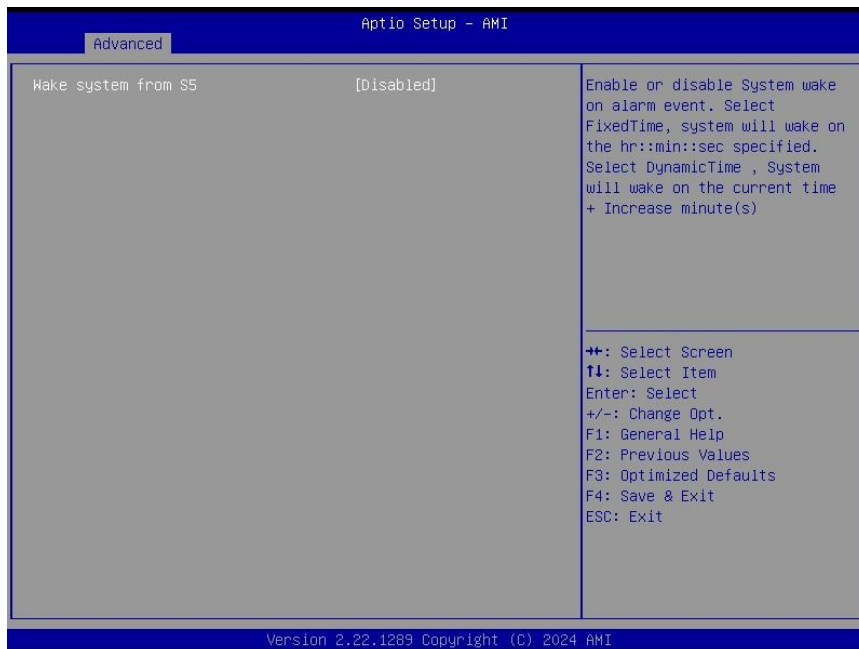 Aptio Setup – AMI
Advanced
Wake system from S5 [Disabled]
Enable or disable System wake
on alarm event. Select
FixedTime, system will wake on
the hr::min::sec specified.
Select DynamicTime , System
will wake on the current time
+ Increase minute(s)
→←: Select Screen
↑↓: Select Item
Enter: Select
+/-: Change Opt.
F1: General Help
F2: Previous Values
F3: Optimized Defaults
F4: Save & Exit
ESC: Exit
Version 2.22.1289 Copyright (C) 2024 AMI